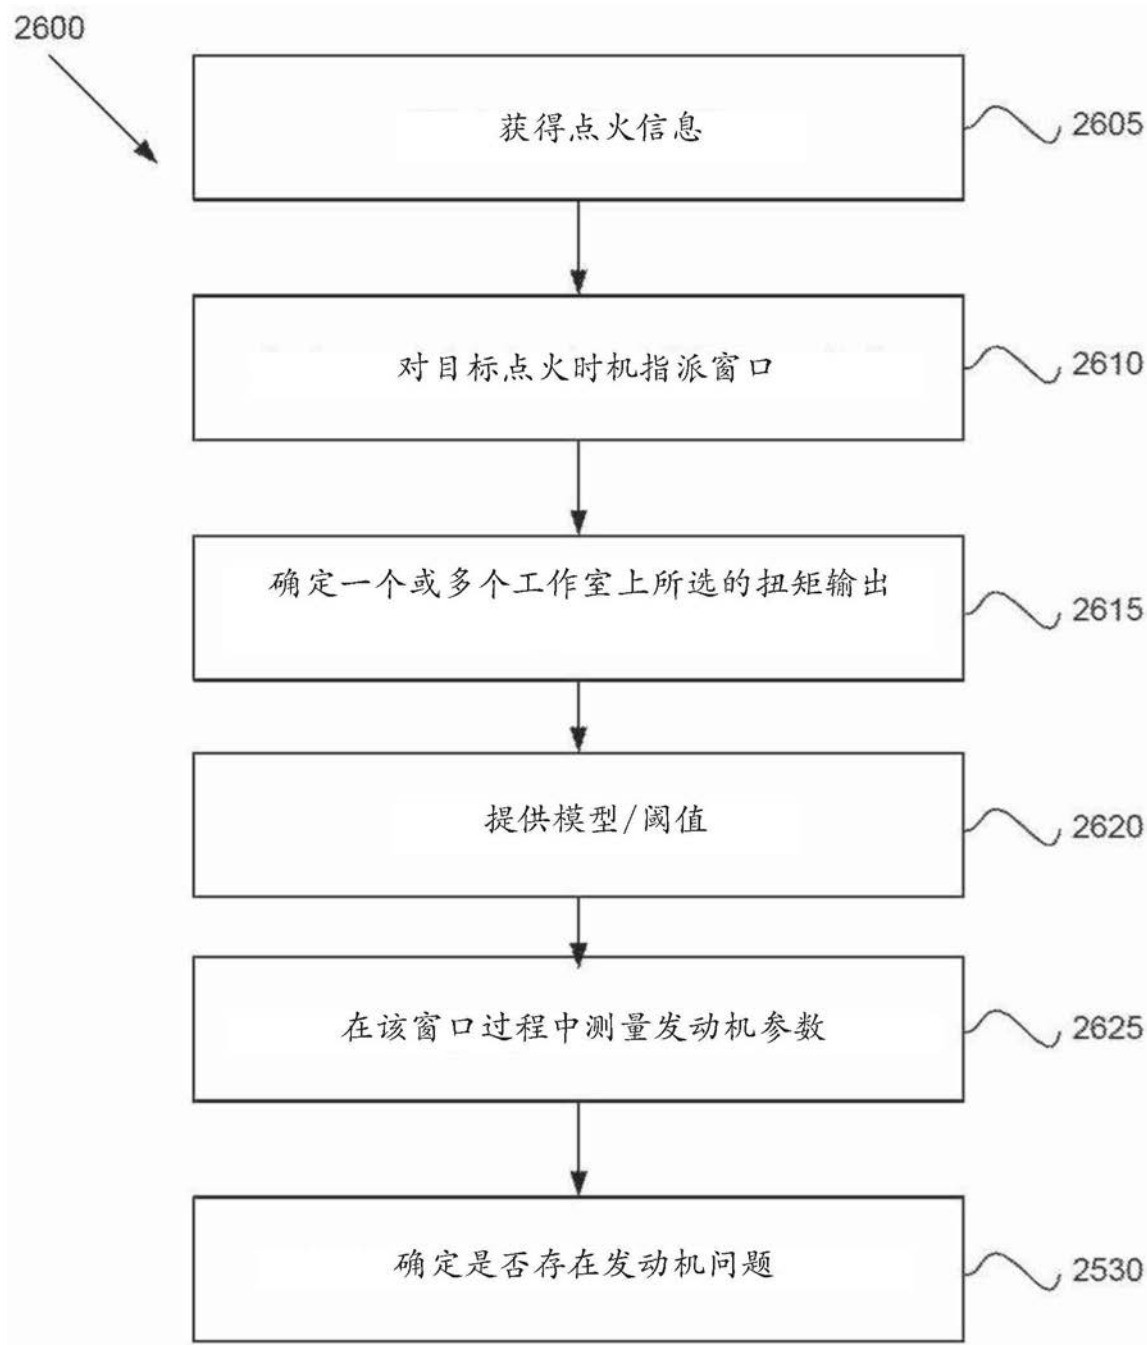 2600
获得点火信息
2605
对目标点火时机指派窗口
2610
确定一个或多个工作室上所选的扭矩输出
2615
提供模型/阈值
2620
在该窗口过程中测量发动机参数
2625
确定是否存在发动机问题
2530